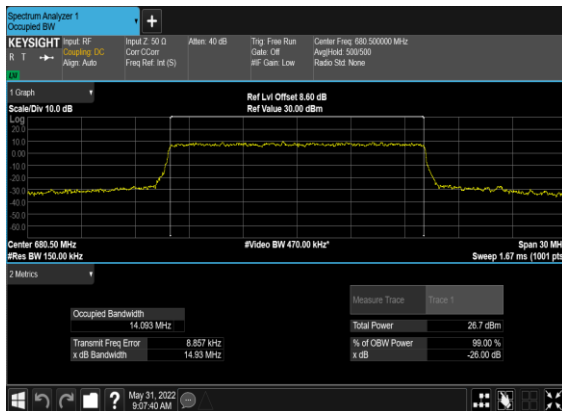 Spectrum Analyzer 1
Occupied BW
KEYSIGHT
R T
LXI
Input: RF
Coupling: DC
Align: Auto
Input Z: 50 Ω
Corr CCorr
Freq Ref: Int (S)
Atten: 40 dB
Trig: Free Run
Gate: Off
#IF Gain: Low
Center Freq: 680.500000 MHz
Avg|Hold: 500/500
Radio Std: None
1 Graph
Scale/Div 10.0 dB
Ref Lvl Offset 8.60 dB
Ref Value 30.00 dBm
Log
20.0
10.0
0.00
-10.0
-20.0
-30.0
-40.0
-50.0
-60.0
Center 680.50 MHz
#Res BW 150.00 kHz
#Video BW 470.00 kHz*
Span 30 MH
Sweep 1.67 ms (1001 pts
2 Metrics
Measure Trace
Trace 1
Occupied Bandwidth
14.093 MHz
Total Power
26.7 dBm
Transmit Freq Error
8.857 kHz
% of OBW Power
99.00 %
x dB Bandwidth
14.93 MHz
x dB
-26.00 dB
May 31, 2022
9:07:40 AM